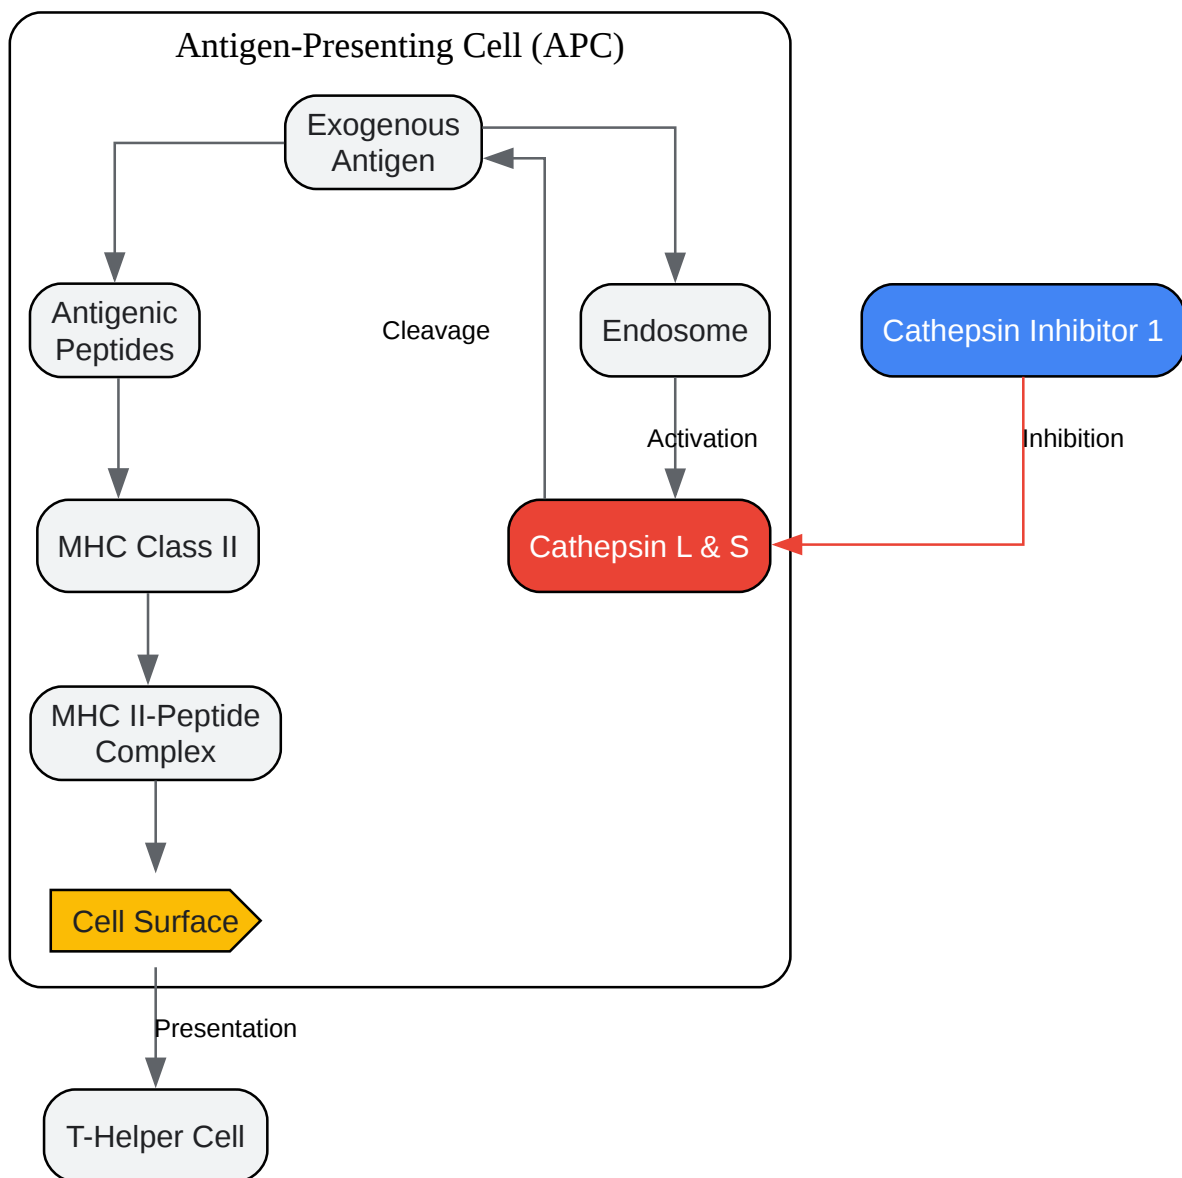 Antigen-Presenting Cell (APC)
Exogenous
Antigen
Antigenic
Peptides
Cleavage
Endosome
Cathepsin Inhibitor 1
Activation
Inhibition
MHC Class II
Cathepsin L & S
MHC II-Peptide
Complex
Cell Surface
Presentation
T-Helper Cell